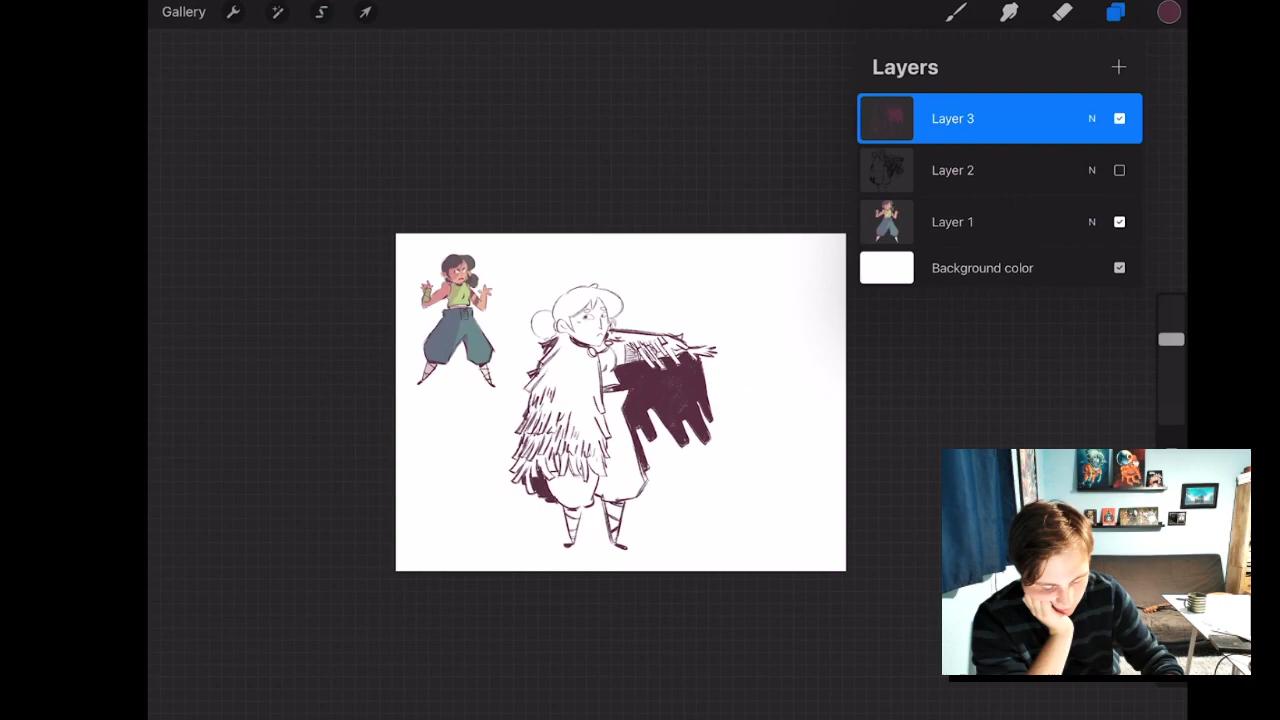 Gallery
Layers
Layer 3 N
Layer 2 N
Layer 1 N
Background color